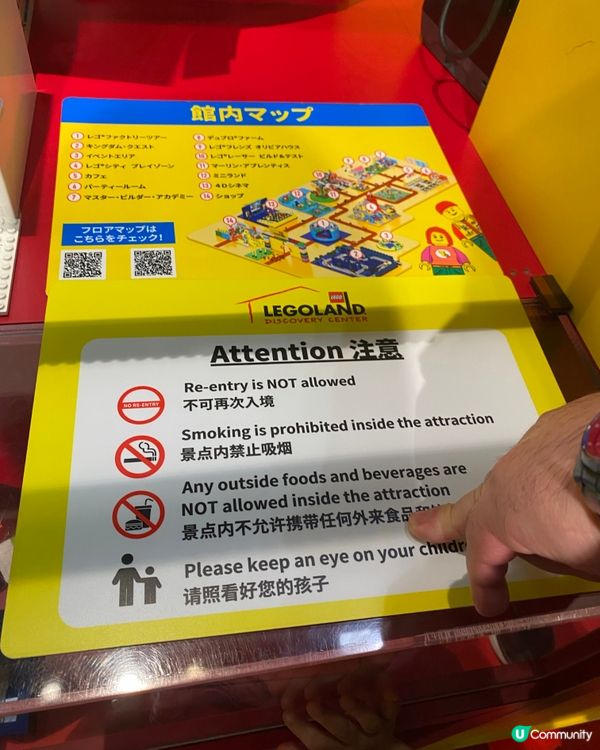 館内マップ
1 レゴ®ファクトリーツアー
2 キングダム・クエスト
3 イベントエリア
4 レゴ®シティ プレイゾーン
5 カフェ
6 パーティールーム
7 マスター・ビルダー・アカデミー
8 デュプロ®ファーム
9 レゴ®フレンズ オリビアハウス
10 レゴ®レーサー ビルド&テスト
11 マーリン・アプレンティス
12 ミニランド
13 4Dシネマ
14 ショップ
フロアマップは
こちらをチェック!
LEGO
LEGOLAND
DISCOVERY CENTER
Attention 注意
NO RE-ENTRY
Re-entry is NOT allowed
不可再次入境
Smoking is prohibited inside the attraction
景点内禁止吸烟
Any outside foods and beverages are
NOT allowed inside the attraction
景点内不允许携带任何外来食品
Please keep an eye on your
请照看好您的孩子
U Community